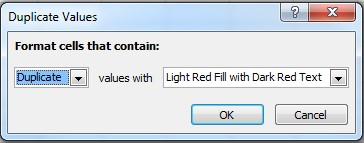 Duplicate Values
Format cells that contain:
Duplicate values with Light Red Fill with Dark Red Text
OK Cancel